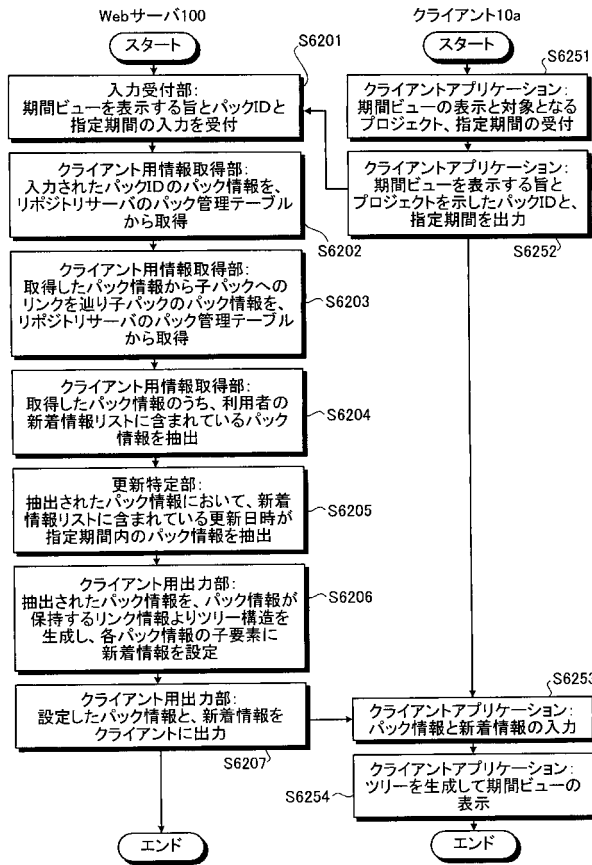 Webサーバ100
スタート
S6201
入力受付部:
期間ビューを表示する旨とパックIDと
指定期間の入力を受付
クライアント用情報取得部:
入力されたパックIDのパック情報を、
リポジトリサーバのパック管理テーブル
から取得
S6202
クライアント用情報取得部:
取得したパック情報から子パックへの
リンクを辿り子パックのパック情報を、
リポジトリサーバのパック管理テーブル
から取得
S6203
クライアント用情報取得部:
取得したパック情報のうち、利用者の
新着情報リストに含まれているパック
情報を抽出
S6204
更新特定部:
抽出されたパック情報において、新着
情報リストに含まれている更新日時が
指定期間内のパック情報を抽出
S6205
クライアント用出力部:
抽出されたパック情報を、パック情報が
保持するリンク情報よりツリー構造を
生成し、各パック情報の子要素に
新着情報を設定
S6206
クライアント用出力部:
設定したパック情報と、新着情報を
クライアントに出力
S6207
エンド
クライアント10a
スタート
S6251
クライアントアプリケーション:
期間ビューの表示と対象となる
プロジェクト、指定期間の受付
クライアントアプリケーション:
期間ビューを表示する旨と
プロジェクトを示したパックIDと、
指定期間を出力
S6252
S6253
クライアントアプリケーション:
パック情報と新着情報の入力
クライアントアプリケーション:
ツリーを生成して期間ビューの
表示
S6254
エンド